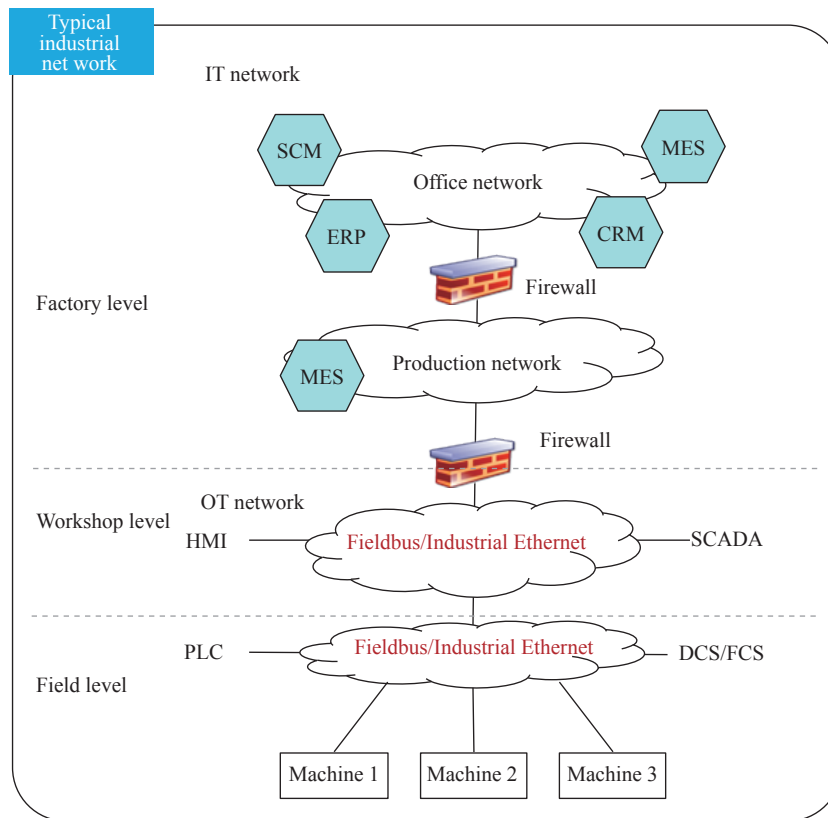 Typical
industrial
net work
IT network
SCM
MES
Office network
ERP
CRM
Firewall
Factory level
MES
Production network
Firewall
OT network
Workshop level
HMI
Fieldbus/Industrial Ethernet
SCADA
PLC
Fieldbus/Industrial Ethernet
DCS/FCS
Field level
Machine 1
Machine 2
Machine 3